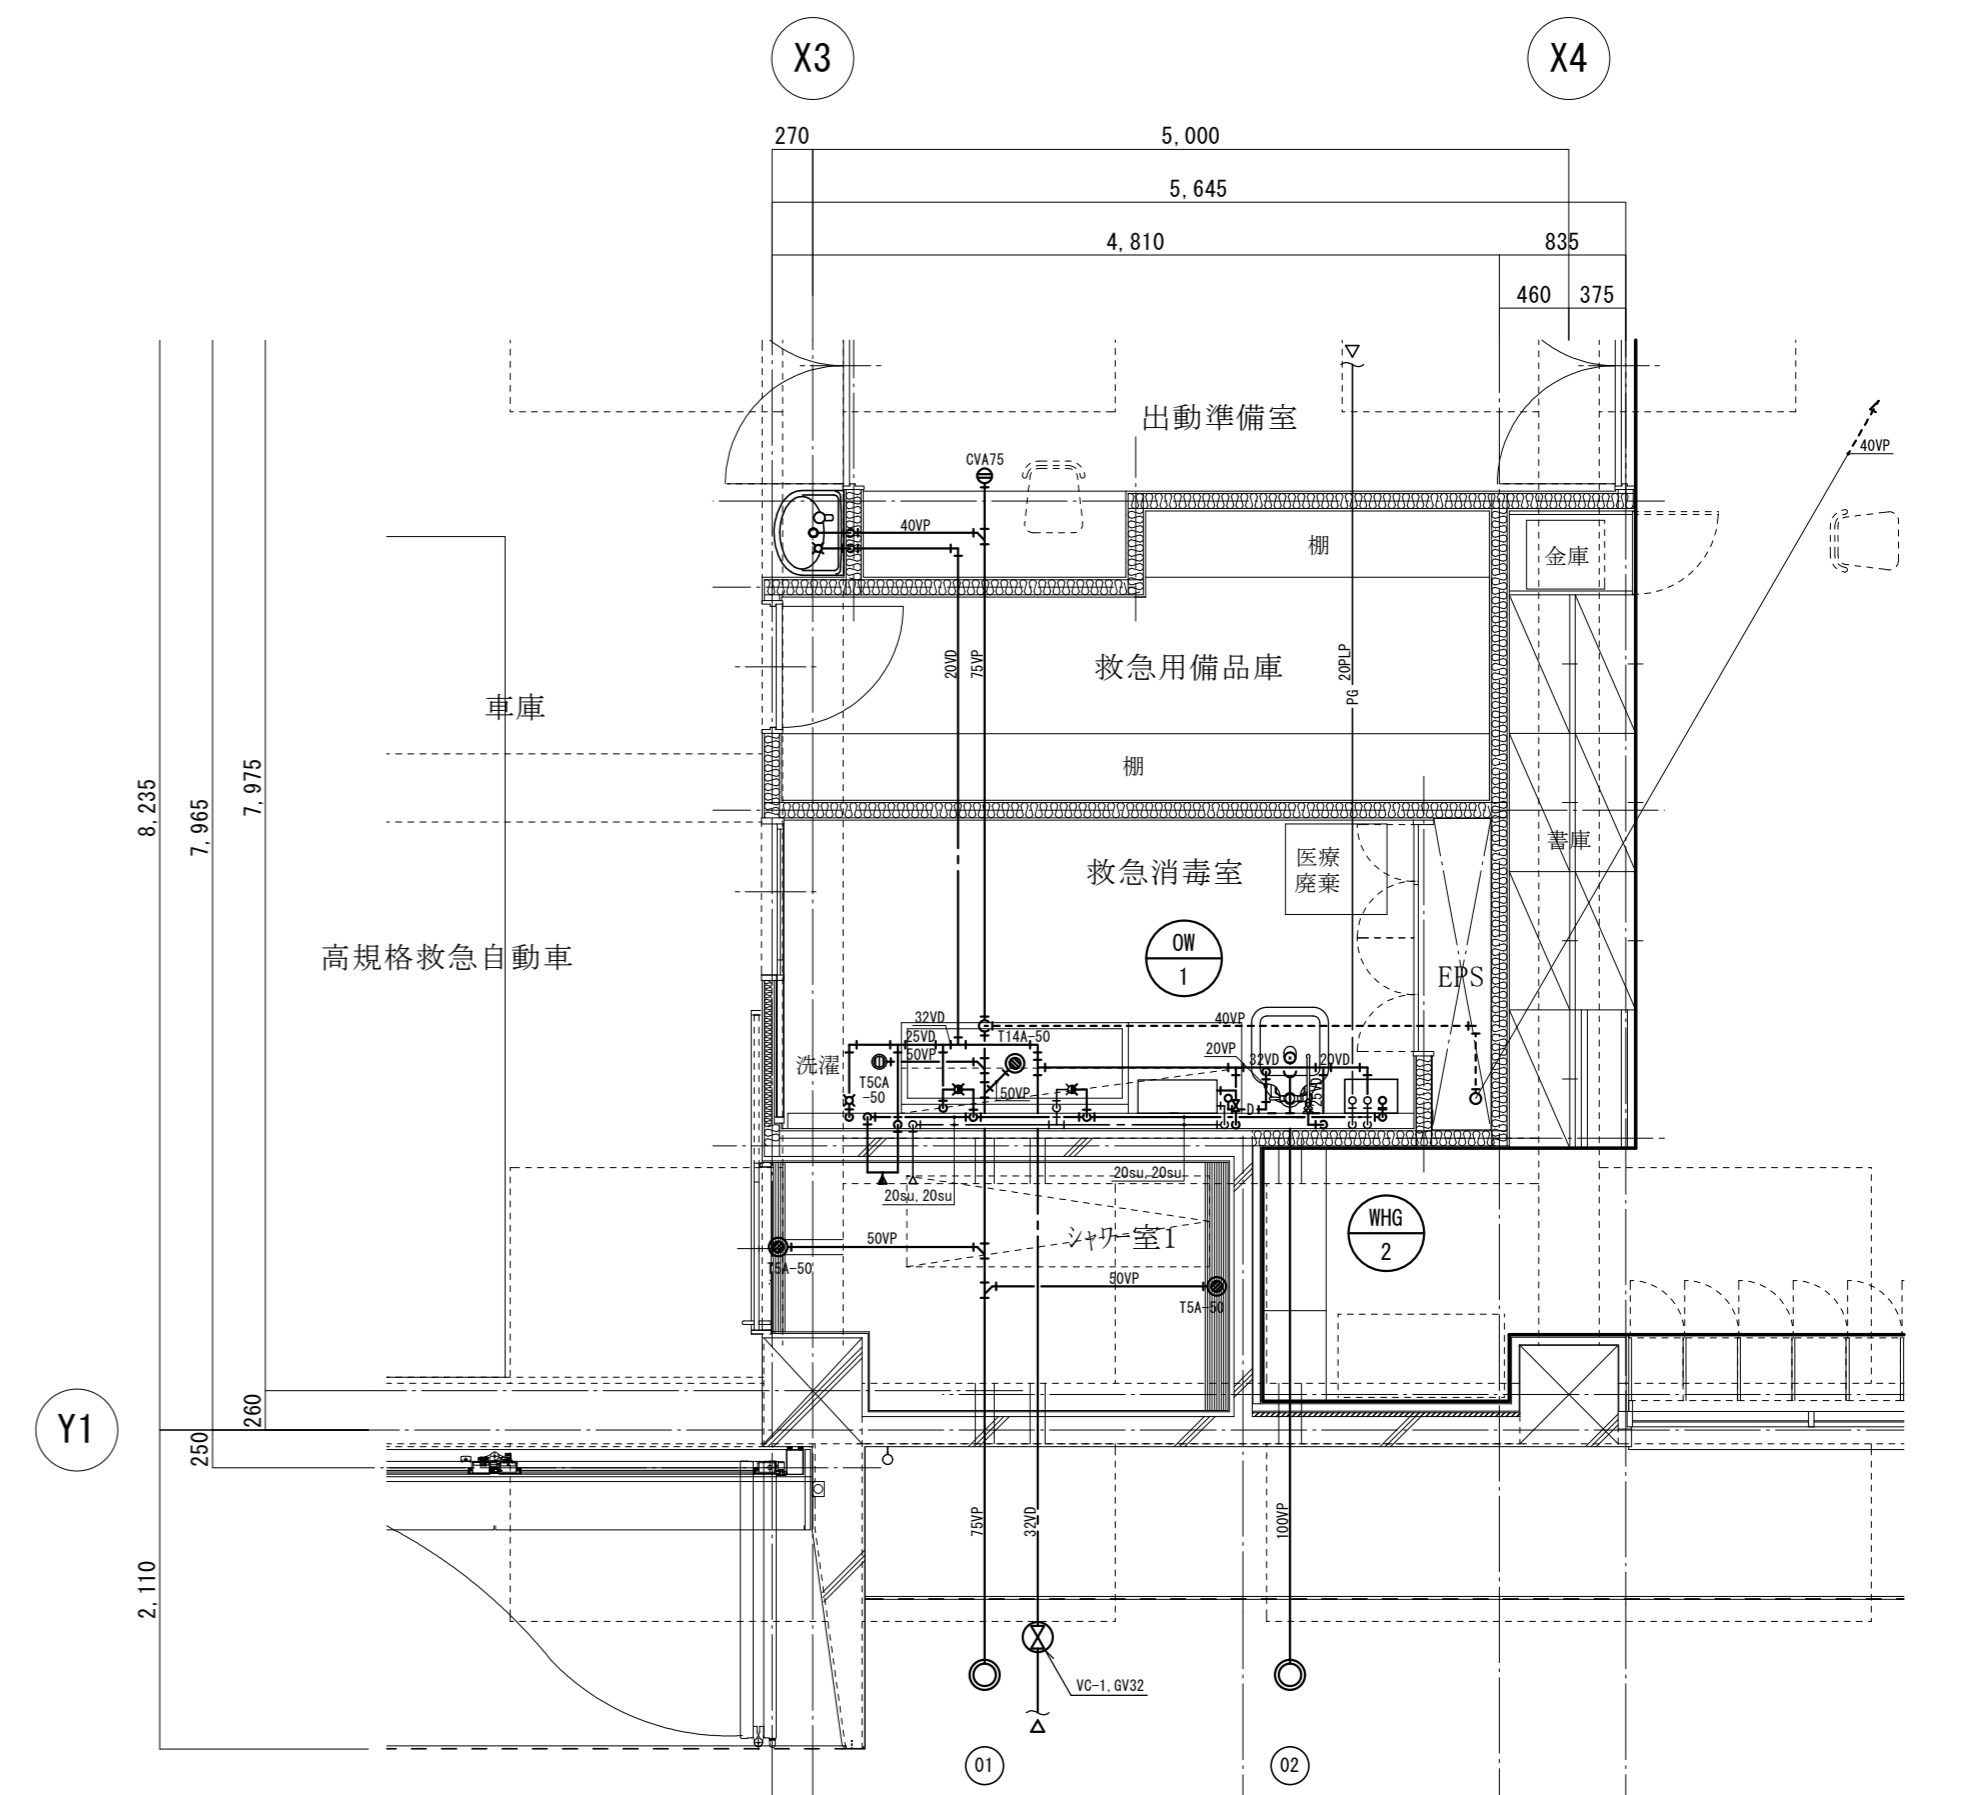 X3
X4
270
5,000
5,645
4,810
835
460
375
出動準備室
CVA75
40VP
40VP
棚
金庫
20VD
75VP
救急用備品庫
PG 20PLP
車庫
棚
8,235
7,965
7,975
書庫
救急消毒室
医療
廃棄
OW
1
高規格救急自動車
EPS
32VD
40VP
25VD
T14A-50
50VP
20VP
32VD
20VD
洗濯
T5CA
-50
50VP
25VD
D
20su,20su
20su,20su
WHG
2
シャワー室1
50VP
T5A-50
50VP
T5A-50
260
Y1
250
75VP
32VD
100VP
2,110
VC-1,GV32
01
02